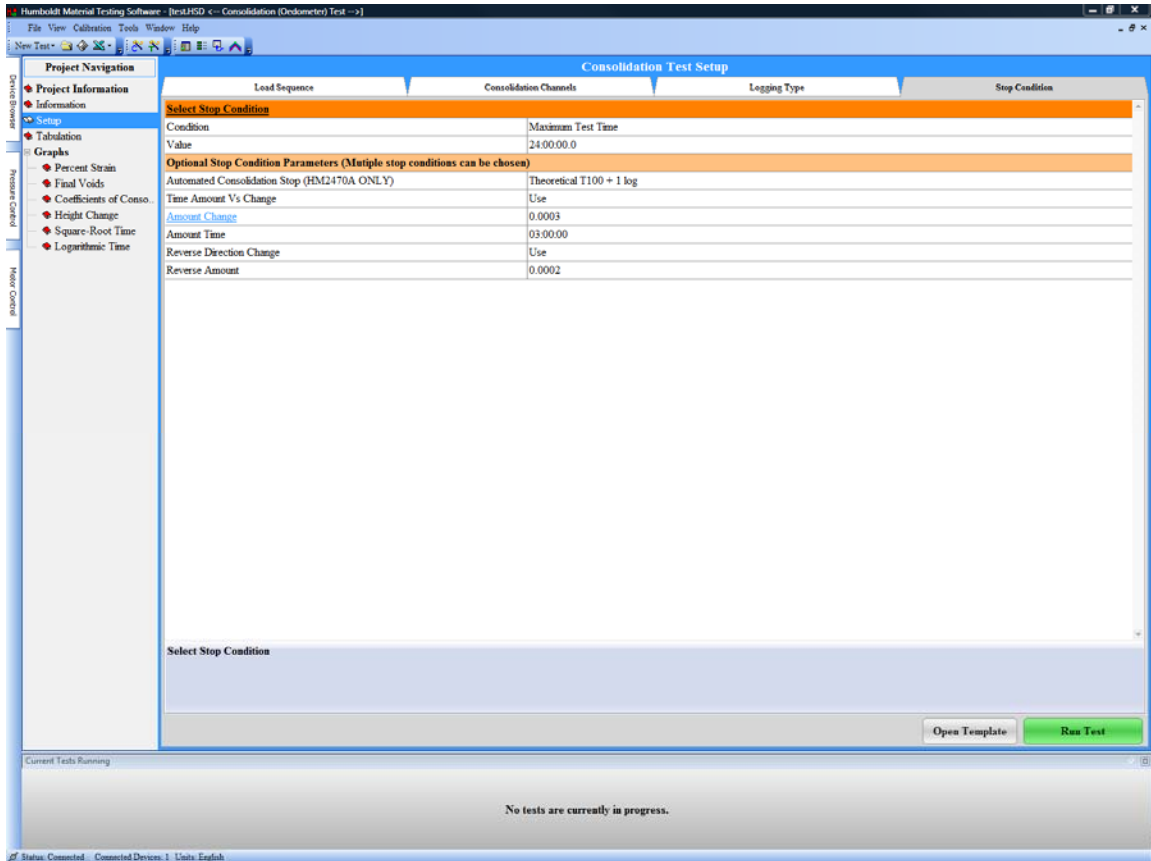 Humboldt Material Testing Software - [test.HSD <-- Consolidation (Oedometer) Test -->]
File View Calibration Tools Window Help
New Test
Project Navigation
Project Information
Information
Setup
Tabulation
Graphs
Percent Strain
Final Voids
Coefficients of Conso..
Height Change
Square-Root Time
Logarithmic Time
Device Browser
Pressure Control
Motor Control
Consolidation Test Setup
Load Sequence Consolidation Channels Logging Type Stop Condition
Select Stop Condition
Condition Maximum Test Time
Value 24:00:00.0
Optional Stop Condition Parameters (Mutiple stop conditions can be chosen)
Automated Consolidation Stop (HM2470A ONLY) Theoretical T100 + 1 log
Time Amount Vs Change Use
Amount Change 0.0003
Amount Time 03:00:00
Reverse Direction Change Use
Reverse Amount 0.0002
Select Stop Condition
Open Template Run Test
Current Tests Running
No tests are currently in progress.
Status: Connected Connected Devices: 1 Units: English